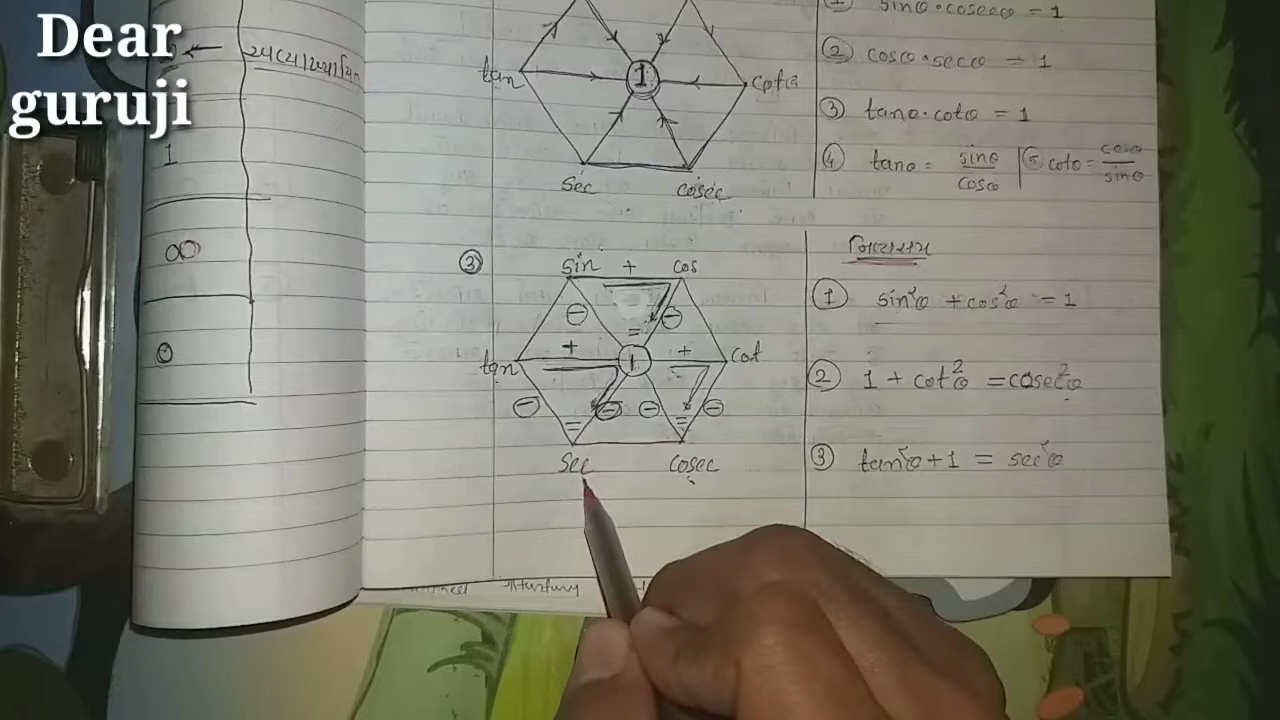 Dear
guruji
1
∞
0
tan
1
cotθ
sec
cosec
① sinθ·cosecθ = 1
② cosθ·secθ = 1
③ tanθ·cotθ = 1
④ tanθ = sinθ/cosθ | ⑤ cotθ = cosθ/sinθ
③
sin + cos
⊖ = ⊖
+ +
tan 1 cot
⊖ ⊖ ⊖ ⊖
= =
sec cosec
① sin²θ + cos²θ = 1
② 1 + cot²θ = cosec²θ
③ tan²θ + 1 = sec²θ